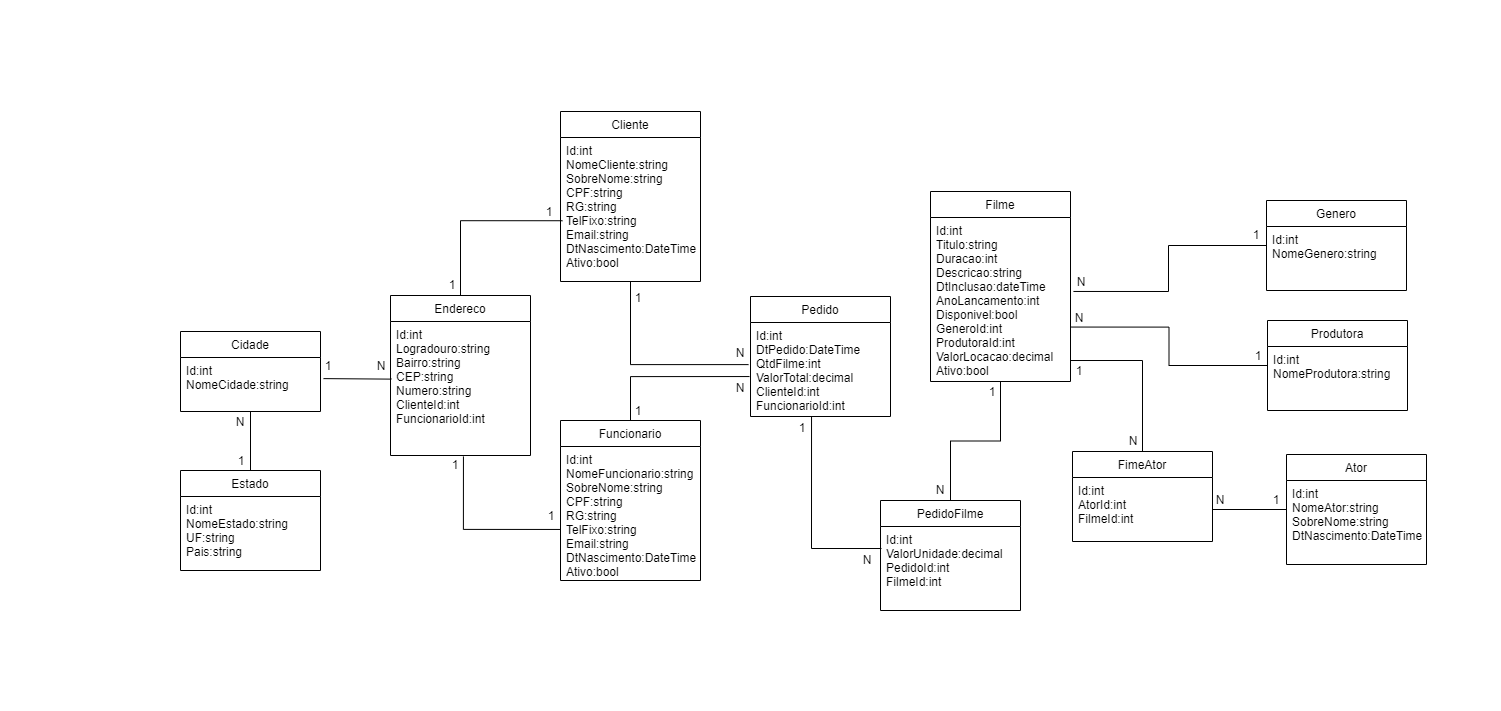 Cliente
Id:int
NomeCliente:string
SobreNome:string
CPF:string
RG:string
TelFixo:string
Email:string
DtNascimento:DateTime
Ativo:bool
1
1
1
Endereco
Id:int
Logradouro:string
Bairro:string
CEP:string
Numero:string
ClienteId:int
FuncionarioId:int
1
1
Cidade
Id:int
NomeCidade:string
1
N
N
1
Estado
Id:int
NomeEstado:string
UF:string
Pais:string
Funcionario
Id:int
NomeFuncionario:string
SobreNome:string
CPF:string
RG:string
TelFixo:string
Email:string
DtNascimento:DateTime
Ativo:bool
1
N
N
Pedido
Id:int
DtPedido:DateTime
QtdFilme:int
ValorTotal:decimal
ClienteId:int
FuncionarioId:int
1
N
PedidoFilme
Id:int
ValorUnidade:decimal
PedidoId:int
FilmeId:int
N
1
Filme
Id:int
Titulo:string
Duracao:int
Descricao:string
DtInclusao:dateTime
AnoLancamento:int
Disponivel:bool
GeneroId:int
ProdutoraId:int
ValorLocacao:decimal
Ativo:bool
N
1
Genero
Id:int
NomeGenero:string
N
1
Produtora
Id:int
NomeProdutora:string
1
N
FimeAtor
Id:int
AtorId:int
FilmeId:int
N
1
Ator
Id:int
NomeAtor:string
SobreNome:string
DtNascimento:DateTime